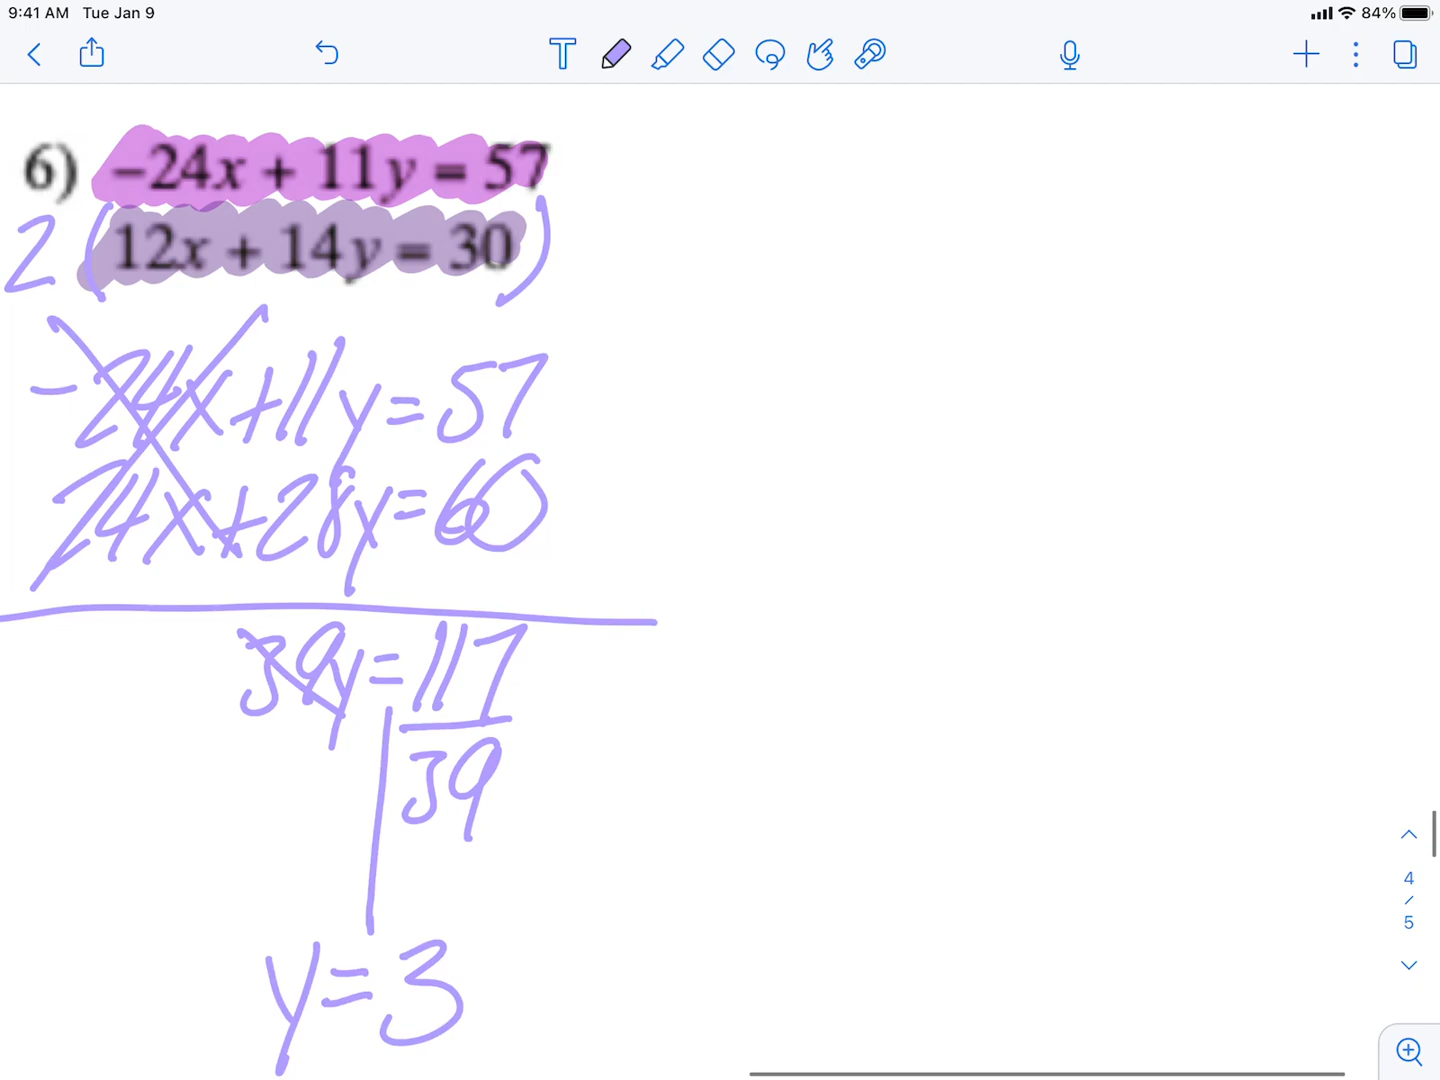 9:41 AM Tue Jan 9
84%
6) -24x + 11y = 57
2 ( 12x + 14y = 30 )
-24x+11y=57
24x+28y=60
39y=117
39
y=3
4
/
5